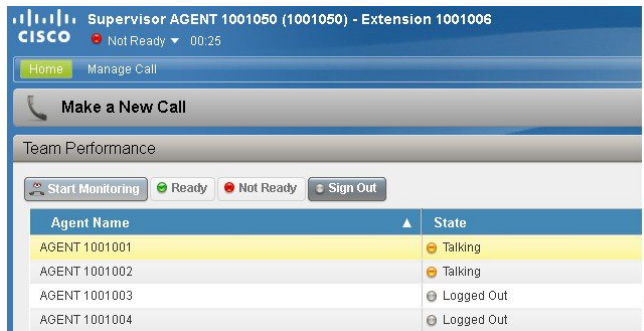 Supervisor AGENT 1001050 (1001050) - Extension 1001006
CISCO
Not Ready 00:25
Home Manage Call
Make a New Call
Team Performance
Start Monitoring Ready Not Ready Sign Out
Agent Name State
AGENT 1001001 Talking
AGENT 1001002 Talking
AGENT 1001003 Logged Out
AGENT 1001004 Logged Out